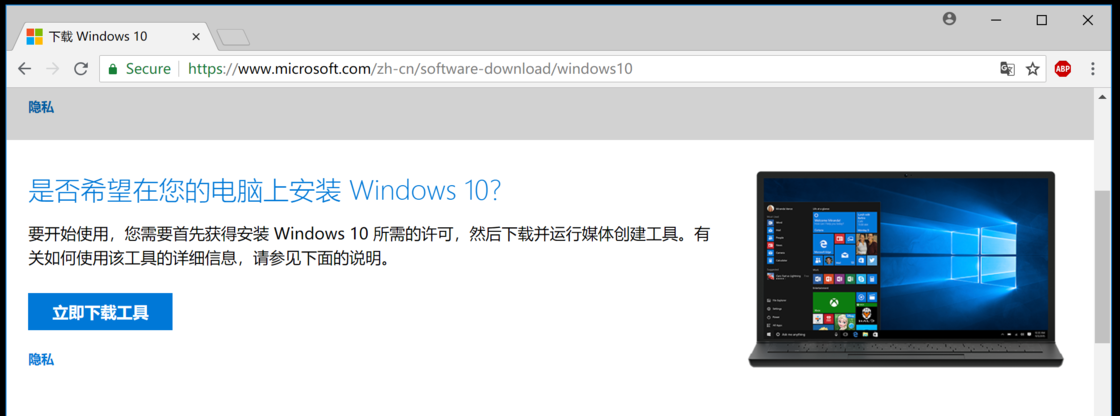 下载 Windows 10
Secure
https://www.microsoft.com/zh-cn/software-download/windows10
ABP
隐私
是否希望在您的电脑上安装 Windows 10?
要开始使用，您需要首先获得安装 Windows 10 所需的许可，然后下载并运行媒体创建工具。有
关如何使用该工具的详细信息，请参见下面的说明。
立即下载工具
隐私